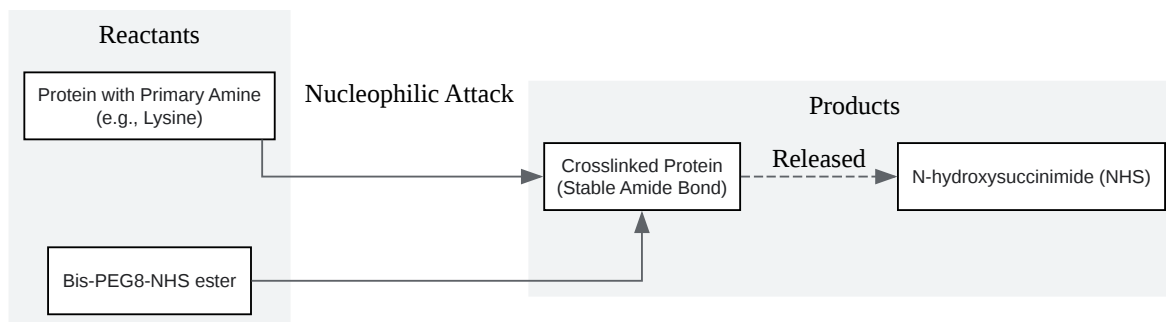 Reactants
Protein with Primary Amine
(e.g., Lysine)
Nucleophilic Attack
Products
Crosslinked Protein
(Stable Amide Bond)
Released
N-hydroxysuccinimide (NHS)
Bis-PEG8-NHS ester